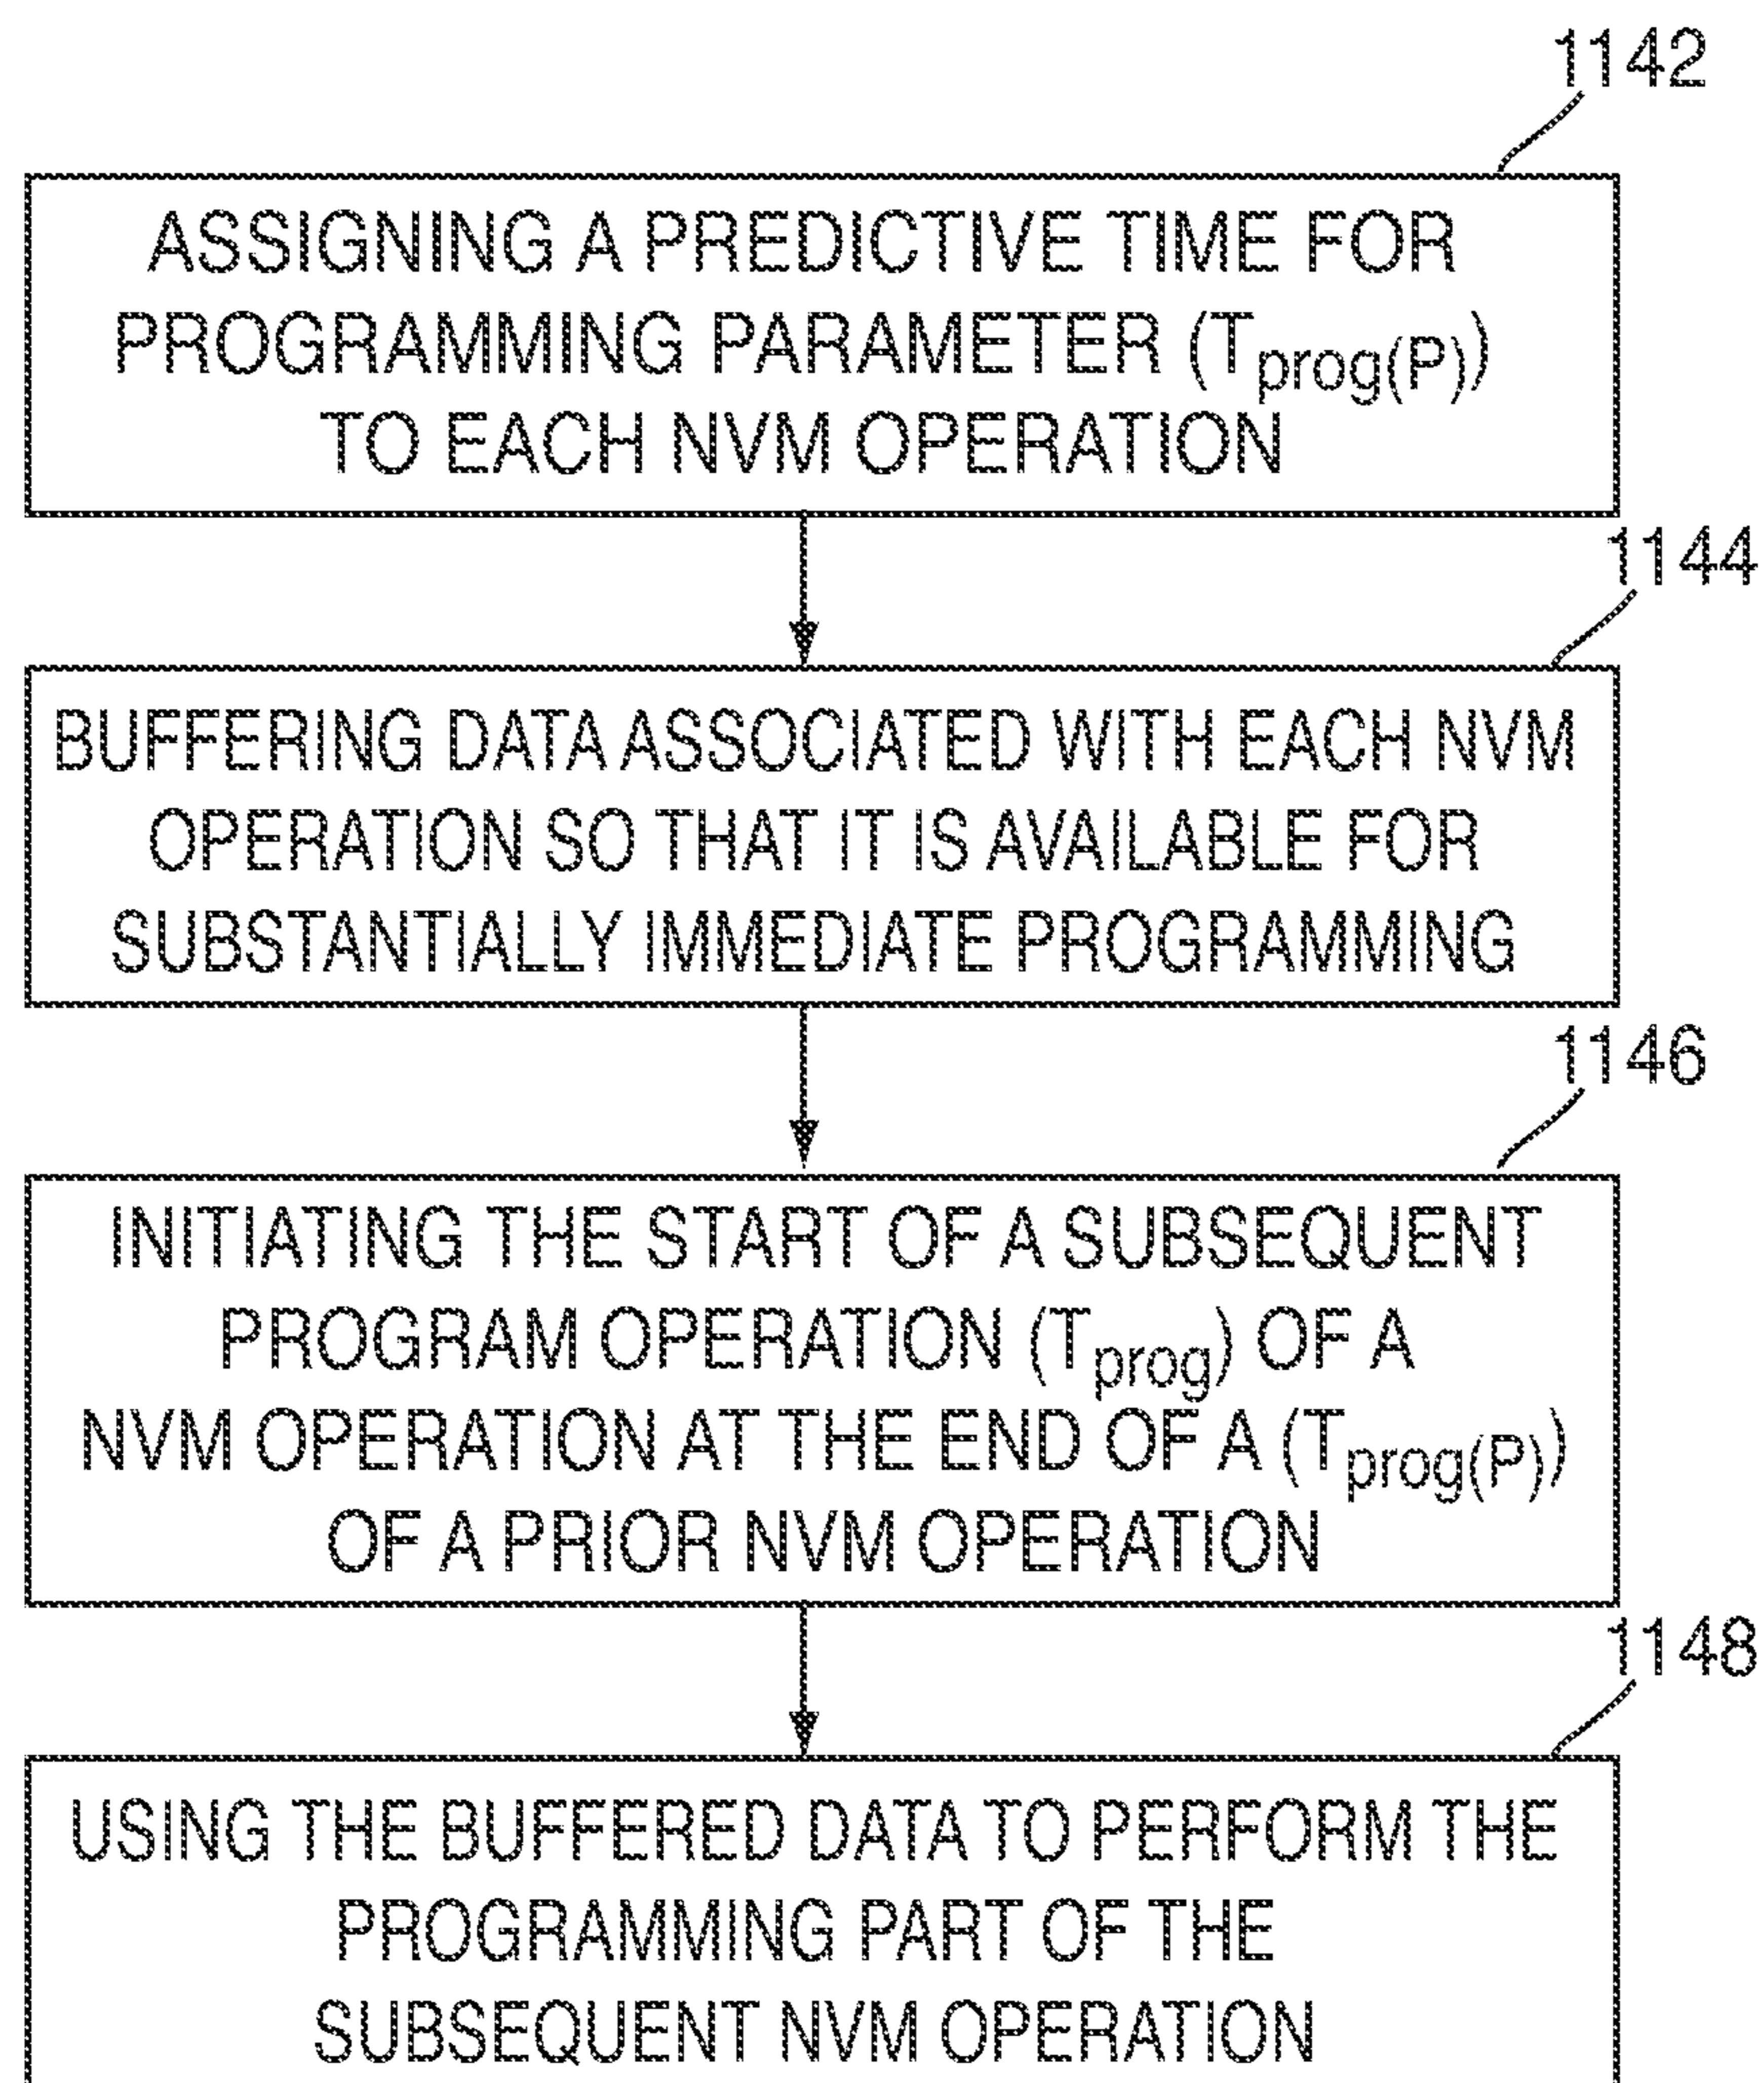 1142
ASSIGNING A PREDICTIVE TIME FOR
PROGRAMMING PARAMETER (Tprog(P))
TO EACH NVM OPERATION
1144
BUFFERING DATA ASSOCIATED WITH EACH NVM
OPERATION SO THAT IT IS AVAILABLE FOR
SUBSTANTIALLY IMMEDIATE PROGRAMMING
1146
INITIATING THE START OF A SUBSEQUENT
PROGRAM OPERATION (Tprog) OF A
NVM OPERATION AT THE END OF A (Tprog(P))
OF A PRIOR NVM OPERATION
1148
USING THE BUFFERED DATA TO PERFORM THE
PROGRAMMING PART OF THE
SUBSEQUENT NVM OPERATION